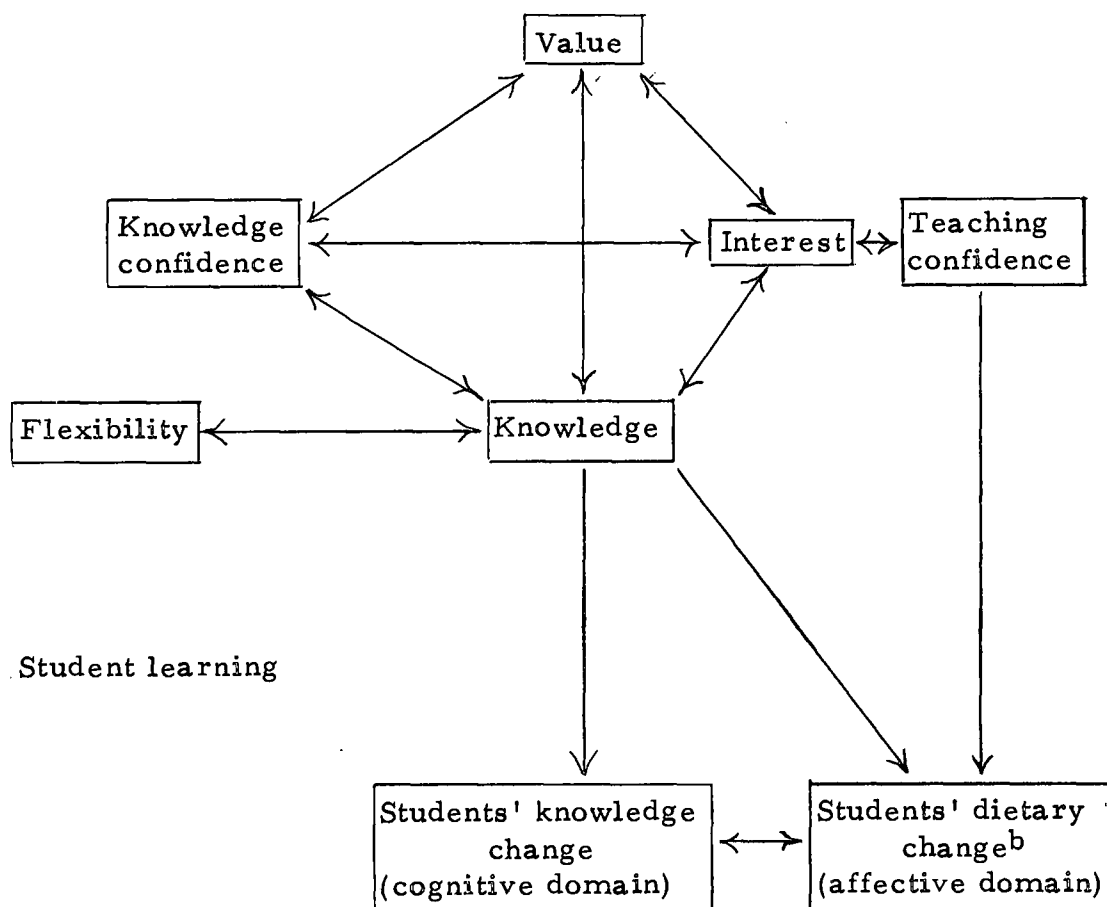 Value
Knowledge
confidence
Interest
Teaching
confidence
Flexibility
Knowledge
Student learning
Students' knowledge
change
(cognitive domain)
Students' dietary
changeb
(affective domain)